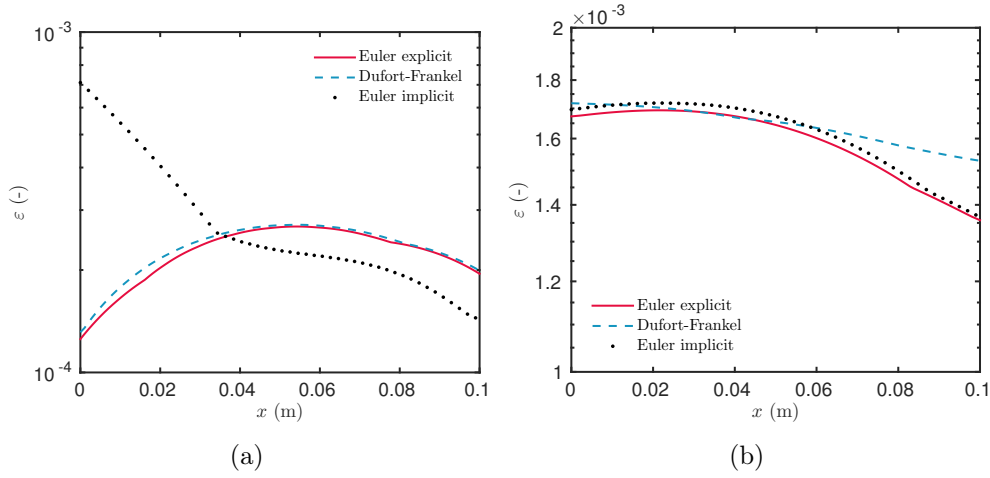 10^{-3}
Euler explicit
Dufort-Frankel
Euler implicit
ε (-)
10^{-4}
0 0.02 0.04 0.06 0.08 0.1
x (m)
(a)
×10^{-3}
2
1.8
1.6
1.4
1.2
1
ε (-)
Euler explicit
Dufort-Frankel
Euler implicit
0 0.02 0.04 0.06 0.08 0.1
x (m)
(b)